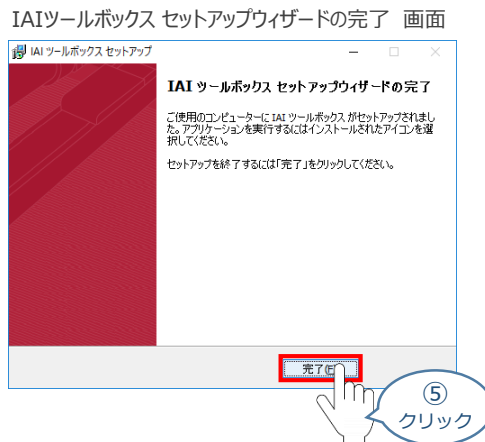 IAIツールボックス セットアップウィザードの完了 画面
IAI ツールボックス セットアップ
IAI ツールボックス セットアップウィザードの完了
ご使用のコンピューターに IAI ツールボックス がセットアップされまし
た。アプリケーションを実行するにはインストールされたアイコンを選
択してください。
セットアップを終了するには「完了」をクリックしてください。
完了(F)
⑤
クリック